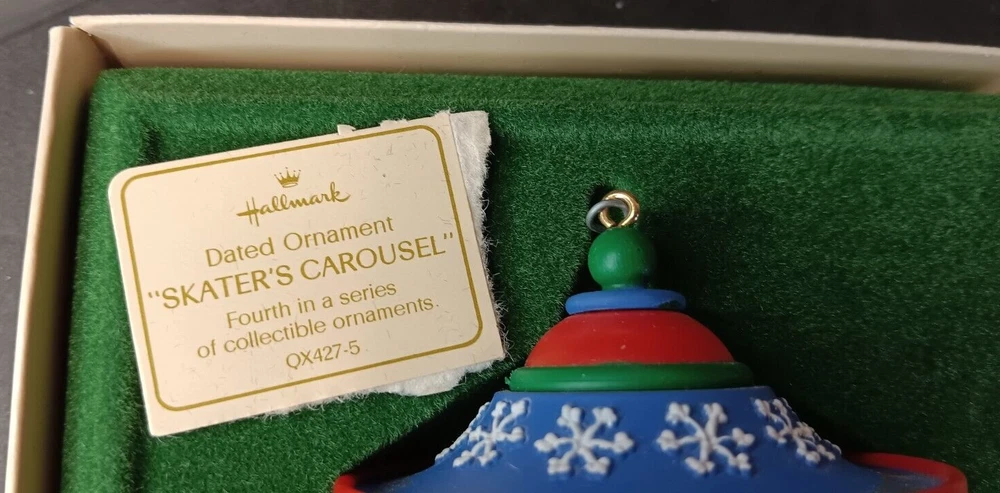 Hallmark
Dated Ornament
"SKATER'S CAROUSEL"
Fourth in a series
of collectible ornaments.
QX427-5